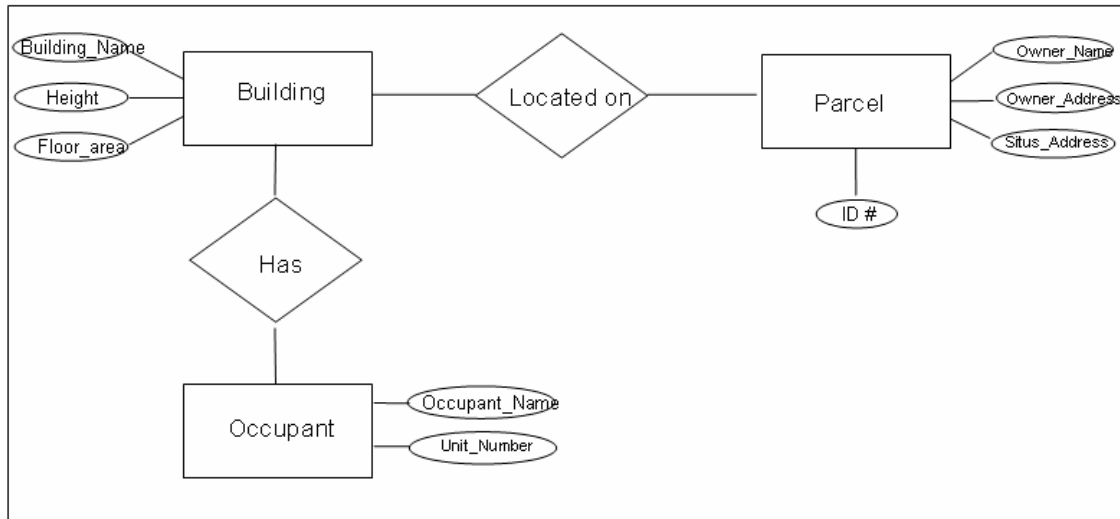 Building_Name
Height
Floor_area
Building
Located on
Parcel
Owner_Name
Owner_Address
Situs_Address
ID #
Has
Occupant
Occupant_Name
Unit_Number